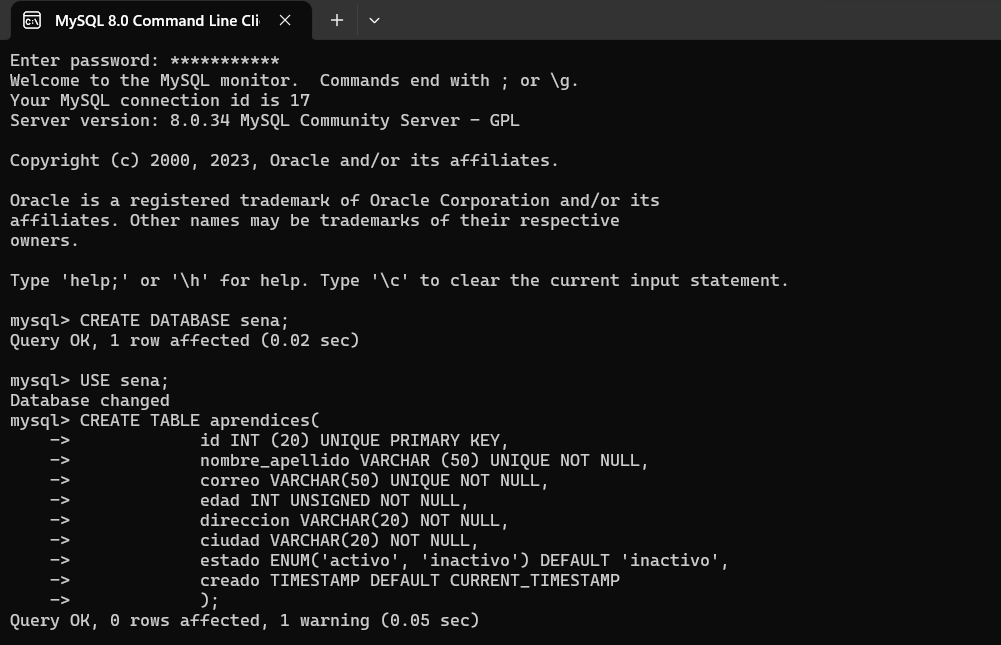 MySQL 8.0 Command Line Cli
Enter password: ***********
Welcome to the MySQL monitor.  Commands end with ; or \g.
Your MySQL connection id is 17
Server version: 8.0.34 MySQL Community Server - GPL
Copyright (c) 2000, 2023, Oracle and/or its affiliates.
Oracle is a registered trademark of Oracle Corporation and/or its
affiliates. Other names may be trademarks of their respective
owners.
Type 'help;' or '\h' for help. Type '\c' to clear the current input statement.
mysql> CREATE DATABASE sena;
Query OK, 1 row affected (0.02 sec)
mysql> USE sena;
Database changed
mysql> CREATE TABLE aprendices(
    ->             id INT (20) UNIQUE PRIMARY KEY,
    ->             nombre_apellido VARCHAR (50) UNIQUE NOT NULL,
    ->             correo VARCHAR(50) UNIQUE NOT NULL,
    ->             edad INT UNSIGNED NOT NULL,
    ->             direccion VARCHAR(20) NOT NULL,
    ->             ciudad VARCHAR(20) NOT NULL,
    ->             estado ENUM('activo', 'inactivo') DEFAULT 'inactivo',
    ->             creado TIMESTAMP DEFAULT CURRENT_TIMESTAMP
    ->             );
Query OK, 0 rows affected, 1 warning (0.05 sec)